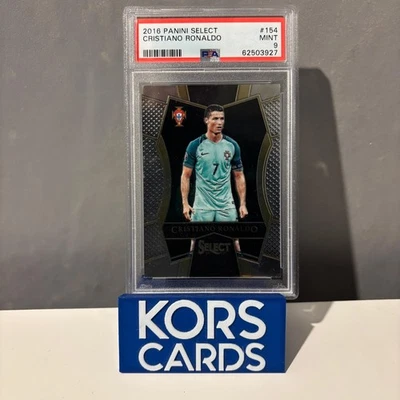 2016 PANINI SELECT #154
CRISTIANO RONALDO MINT
9
PSA 62503927
7
CRISTIANO RONALDO
SELECT
KORS
CARDS